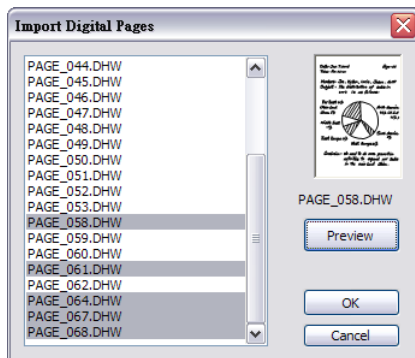 Import Digital Pages
PAGE_044.DHW
PAGE_045.DHW
PAGE_046.DHW
PAGE_047.DHW
PAGE_048.DHW
PAGE_049.DHW
PAGE_050.DHW
PAGE_051.DHW
PAGE_052.DHW
PAGE_053.DHW
PAGE_058.DHW
PAGE_059.DHW
PAGE_060.DHW
PAGE_061.DHW
PAGE_062.DHW
PAGE_064.DHW
PAGE_067.DHW
PAGE_068.DHW
PAGE_058.DHW
Preview
OK
Cancel